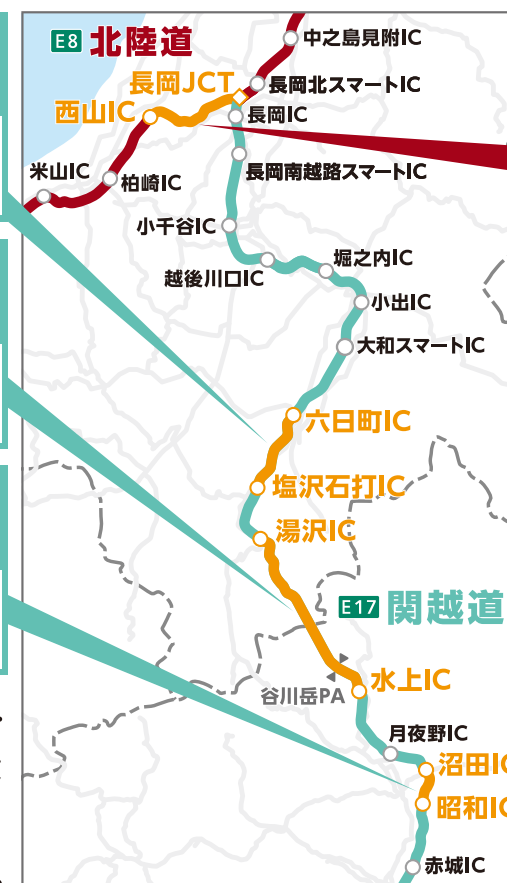 E8 北陸道
中之島見附IC
長岡JCT
長岡北スマートIC
西山IC
長岡IC
米山IC
柏崎IC
長岡南越路スマートIC
小千谷IC
越後川口IC
堀之内IC
小出IC
大和スマートIC
六日町IC
塩沢石打IC
湯沢IC
E17 関越道
水上IC
谷川岳PA
月夜野IC
沼田IC
昭和IC
赤城IC